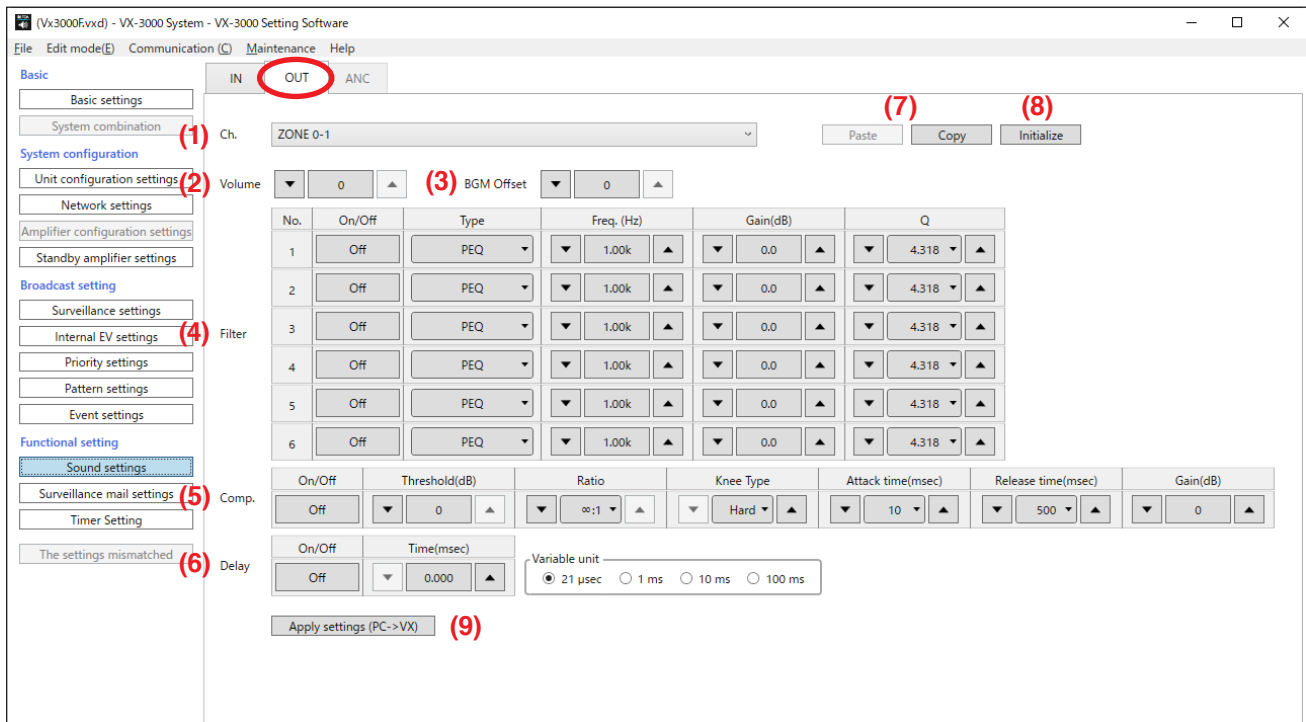 (Vx3000F.vxd) - VX-3000 System - VX-3000 Setting Software
File Edit mode(E) Communication (C) Maintenance Help
Basic
Basic settings
System combination
System configuration
Unit configuration settings
Network settings
Amplifier configuration settings
Standby amplifier settings
Broadcast setting
Surveillance settings
Internal EV settings
Priority settings
Pattern settings
Event settings
Functional setting
Sound settings
Surveillance mail settings
Timer Setting
The settings mismatched
IN OUT ANC
(7) (8)
(1) Ch. ZONE 0-1 Paste Copy Initialize
(2) Volume 0 (3) BGM Offset 0
No. On/Off Type Freq. (Hz) Gain(dB) Q
1 Off PEQ 1.00k 0.0 4.318
2 Off PEQ 1.00k 0.0 4.318
(4) Filter 3 Off PEQ 1.00k 0.0 4.318
4 Off PEQ 1.00k 0.0 4.318
5 Off PEQ 1.00k 0.0 4.318
6 Off PEQ 1.00k 0.0 4.318
On/Off Threshold(dB) Ratio Knee Type Attack time(msec) Release time(msec) Gain(dB)
(5) Comp. Off 0 ∞:1 Hard 10 500 0
On/Off Time(msec) Variable unit
(6) Delay Off 0.000 21 μsec 1 ms 10 ms 100 ms
Apply settings (PC->VX) (9)